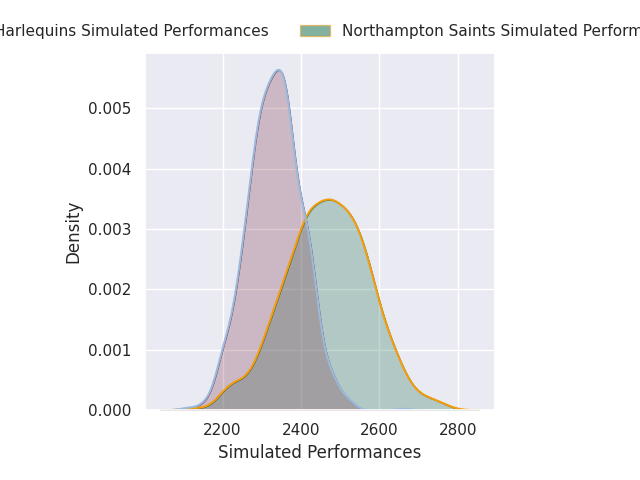 Harlequins Simulated Performances
Northampton Saints Simulated Perform
0.005
0.004
0.003
0.002
0.001
0.000
Density
2200 2400 2600 2800
Simulated Performances